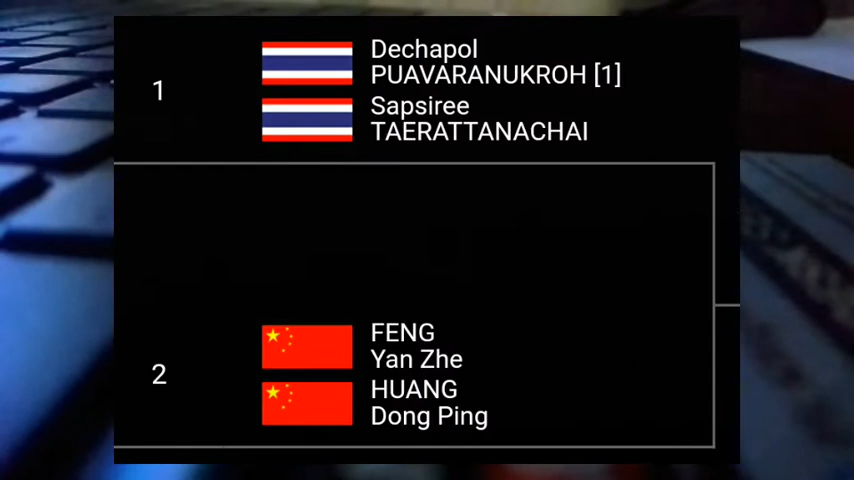 1
Dechapol
PUAVARANUKROH [1]
Sapsiree
TAERATTANACHAI
2
FENG
Yan Zhe
HUANG
Dong Ping